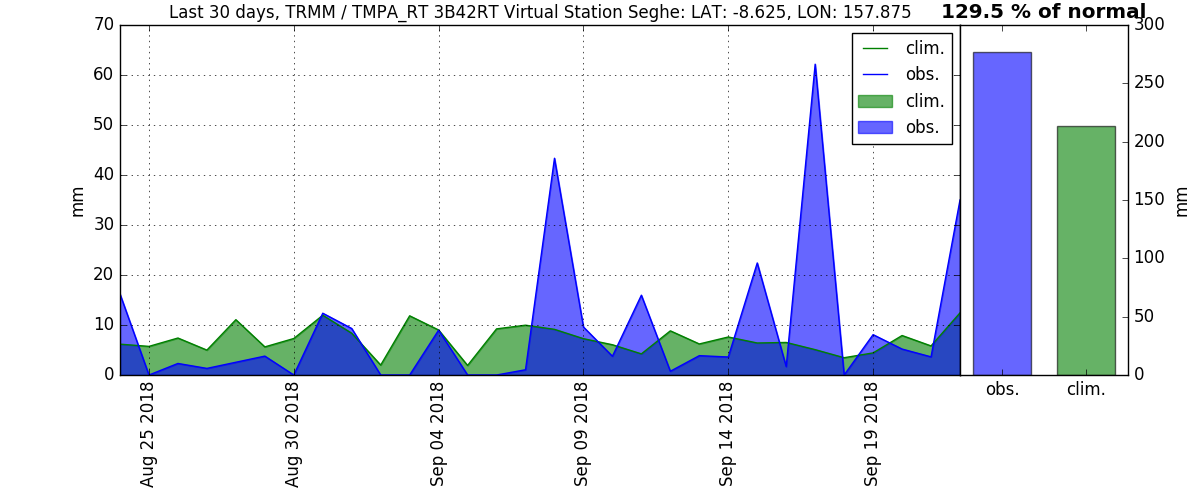 Last 30 days, TRMM / TMPA_RT 3B42RT Virtual Station Seghe: LAT: -8.625, LON: 157.875
129.5 % of normal
70
60
50
40
30
20
10
0
mm
clim.
obs.
clim.
obs.
Aug 25 2018
Aug 30 2018
Sep 04 2018
Sep 09 2018
Sep 14 2018
Sep 19 2018
300
250
200
150
100
50
0
mm
obs.
clim.